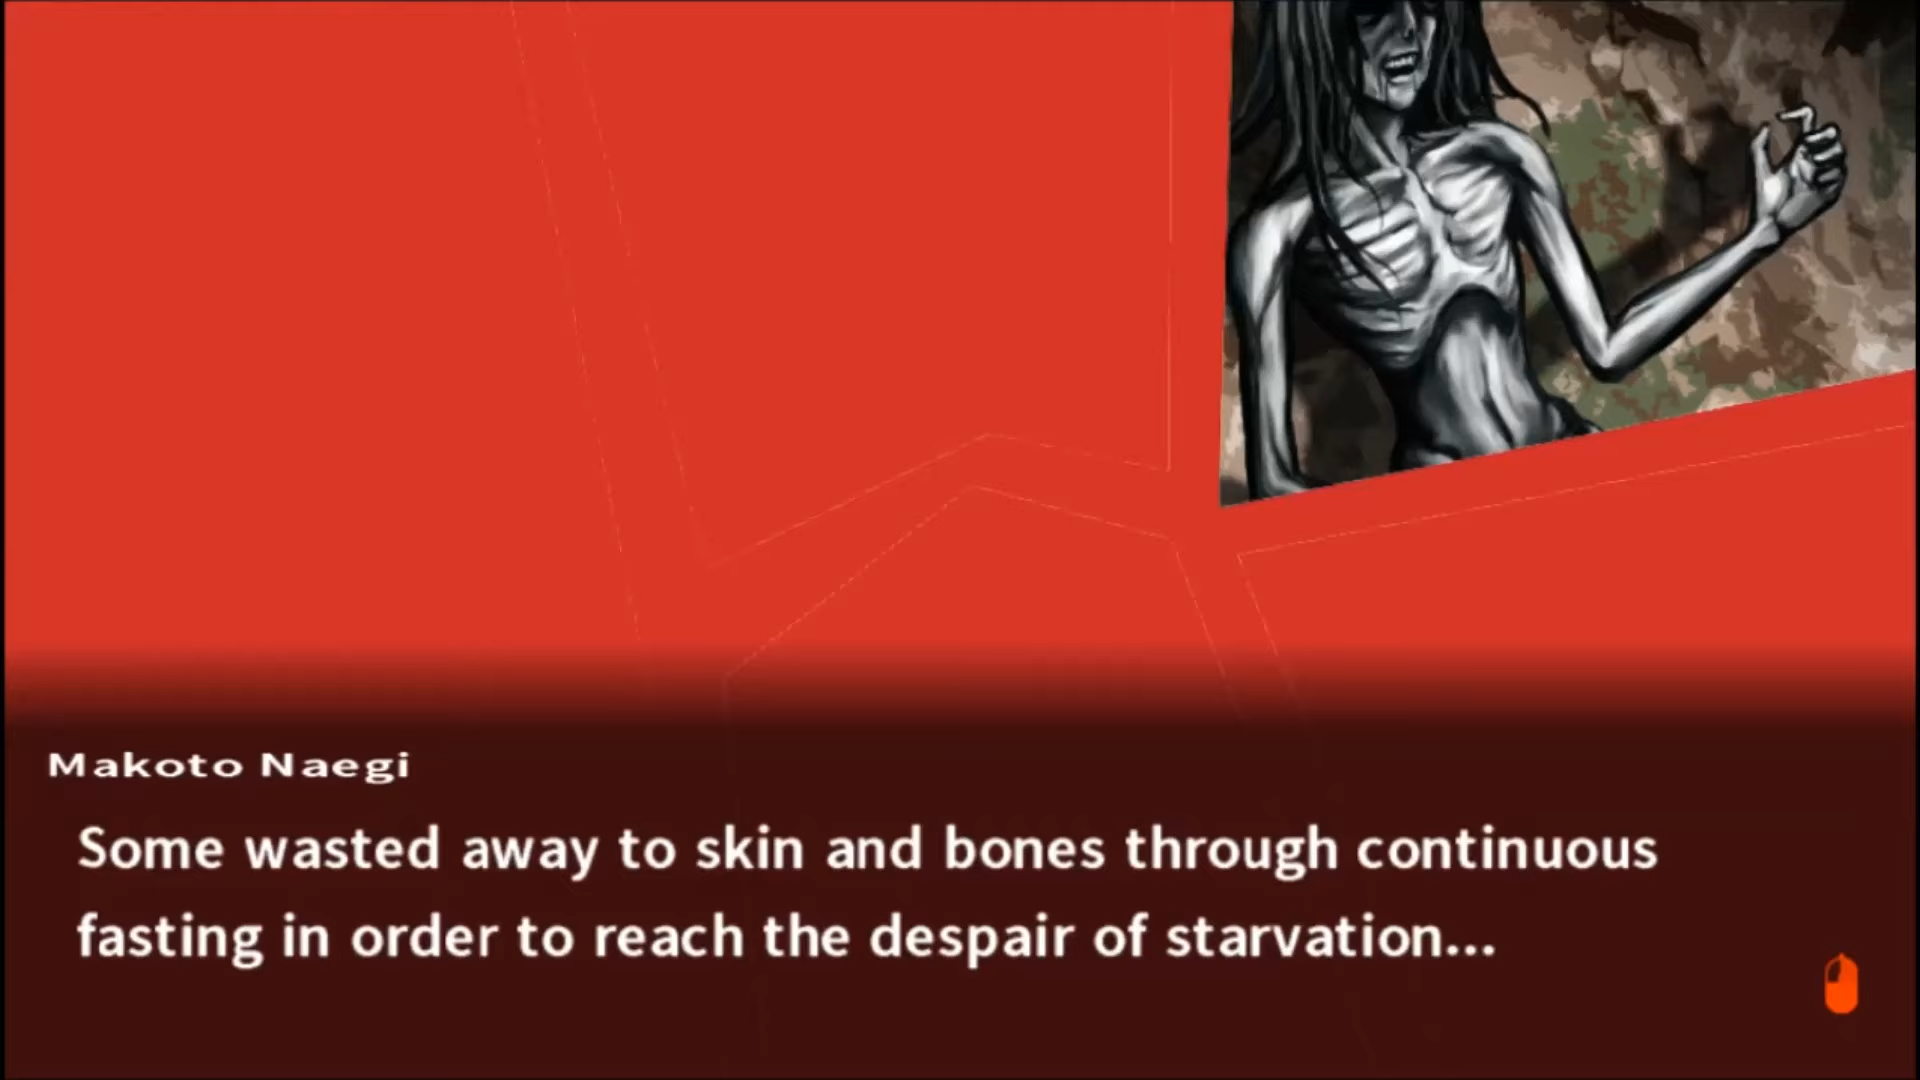 Makoto Naegi
Some wasted away to skin and bones through continuous
fasting in order to reach the despair of starvation...